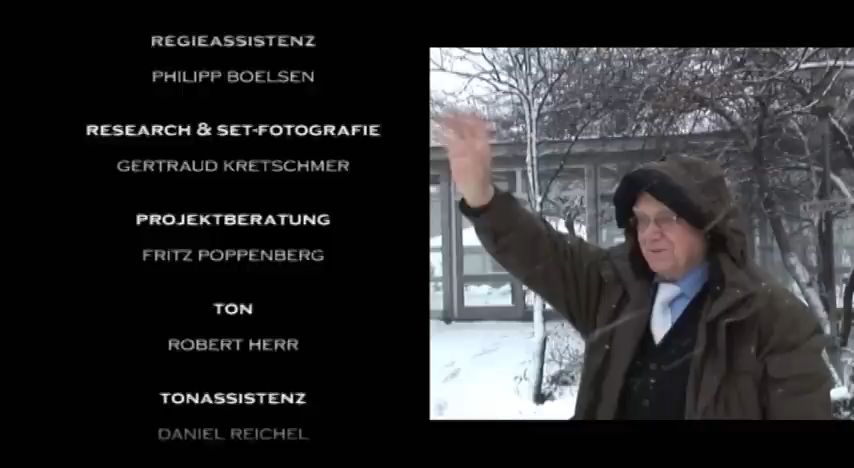 REGIEASSISTENZ
PHILIPP BOELSEN
RESEARCH & SET-FOTOGRAFIE
GERTRAUD KRETSCHMER
PROJEKTBERATUNG
FRITZ POPPENBERG
TON
ROBERT HERR
TONASSISTENZ
DANIEL REICHEL